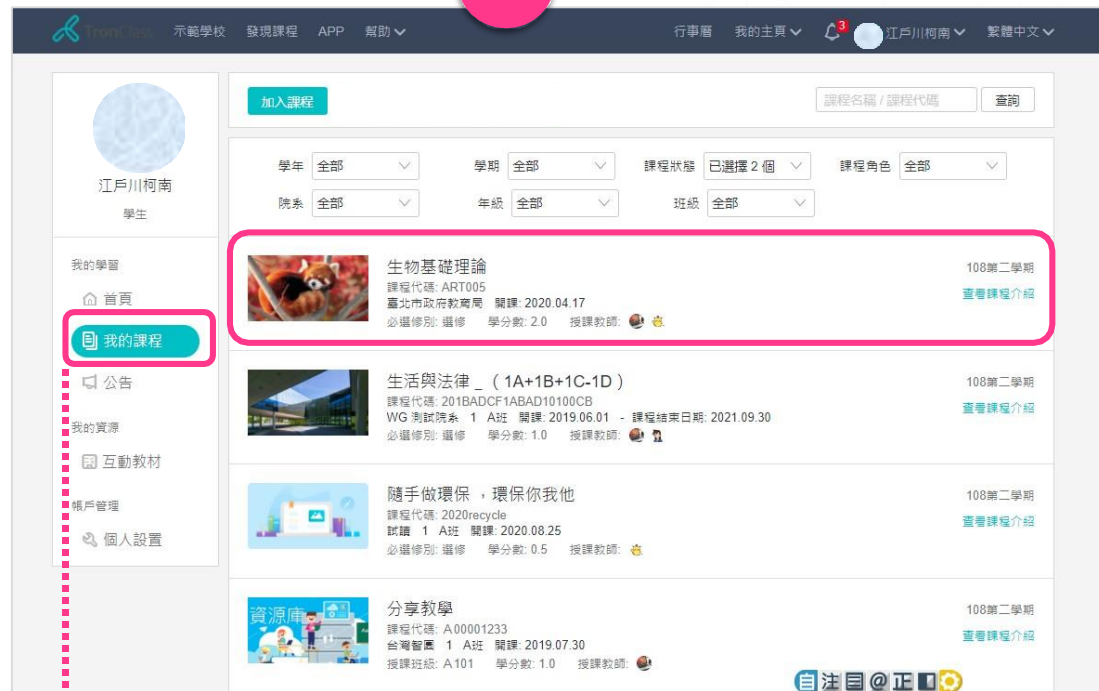 TronClass 示範學校 發現課程 APP 幫助 行事曆 我的主頁 3 江戶川柯南 繁體中文
加入課程 課程名稱 / 課程代碼 查詢
江戶川柯南
學生
學年 全部 學期 全部 課程狀態 已選擇 2 個 課程角色 全部
院系 全部 年級 全部 班級 全部
我的學習
首頁
我的課程
公告
我的資源
互動教材
帳戶管理
個人設置
生物基礎理論 108第二學期
課程代碼: ART005 查看課程介紹
臺北市政府教育局 開課: 2020.04.17
必選修別: 選修 學分數: 2.0 授課教師:
生活與法律 _ ( 1A+1B+1C-1D ) 108第二學期
課程代碼: 201BADCF1ABAD10100CB 查看課程介紹
WG 測試院系 1 A班 開課: 2019.06.01 - 課程結束日期: 2021.09.30
必選修別: 選修 學分數: 1.0 授課教師:
隨手做環保 ，環保你我他 108第二學期
課程代碼: 2020recycle 查看課程介紹
試讀 1 A班 開課: 2020.08.25
必選修別: 選修 學分數: 0.5 授課教師:
資源庫
分享教學 108第二學期
課程代碼: A00001233 查看課程介紹
台灣智園 1 A班 開課: 2019.07.30
授課班級: A101 學分數: 1.0 授課教師: